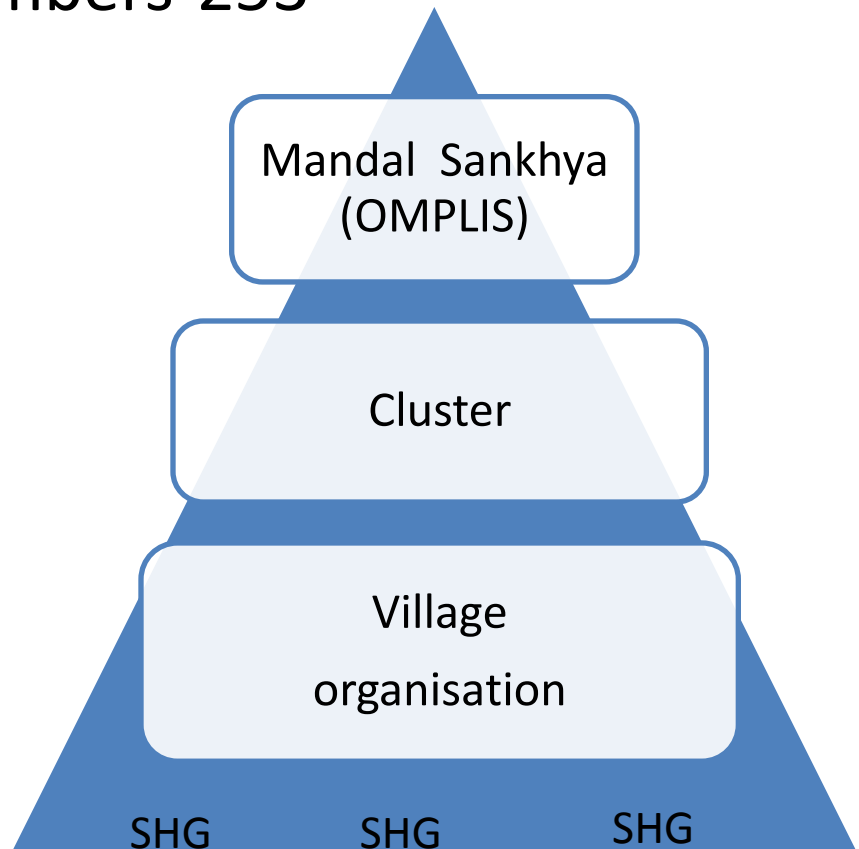 Mandal Sankhya
(OMPLIS)
Cluster
Village
organisation
SHG SHG SHG